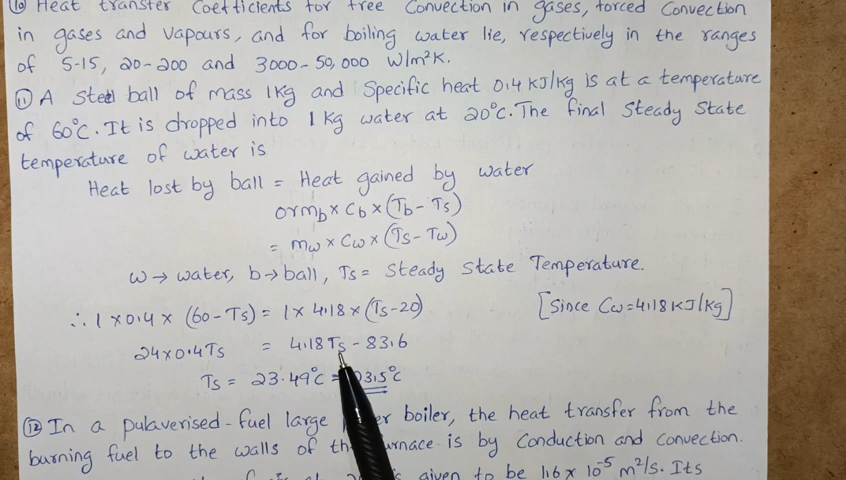 (10) Heat transfer Coefficients for free Convection in gases, forced Convection
in gases and Vapours, and for boiling water lie, respectively in the ranges
of 5-15, 20-200 and 3000-50,000 W/m²K.
(11) A Steel ball of mass 1Kg and Specific heat 0.4 KJ/Kg is at a temperature
of 60°C. It is dropped into 1 Kg water at 20°C. The final Steady State
temperature of water is
Heat lost by ball = Heat gained by water
or mb × Cb × (Tb - Ts)
= mw × Cw × (Ts - Tw)
w → water, b → ball, Ts = Steady State Temperature.
∴ 1 × 0.4 × (60 - Ts) = 1 × 4.18 × (Ts - 20) [Since Cw = 4.18 KJ/Kg]
24 × 0.4Ts = 4.18 Ts - 83.6
Ts = 23.49°C = 3.5°C
(12) In a pulaverised - fuel large boiler, the heat transfer from the
burning fuel to the walls of the furnace is by Conduction and Convection.
given to be 1.6 × 10⁻⁵ m²/s. Its